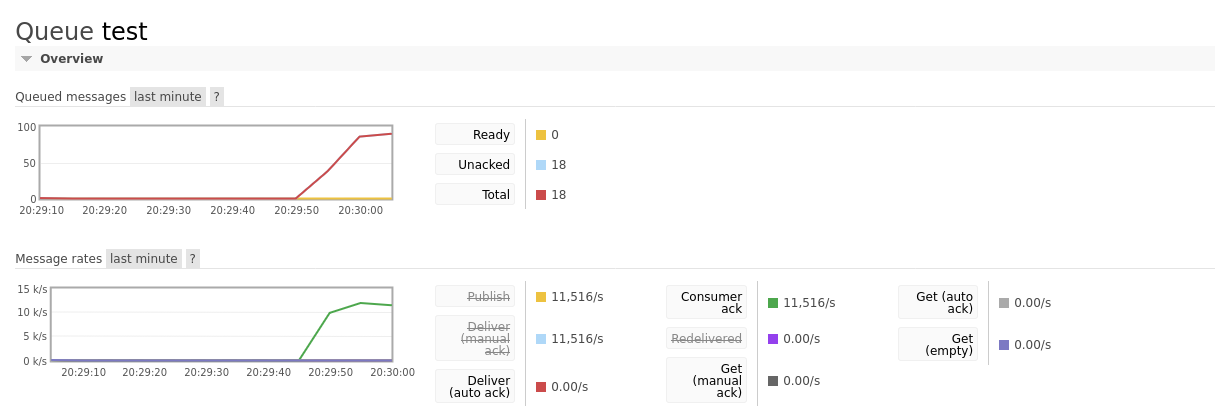 Queue test
Overview
Queued messages last minute ?
100
50
0
20:29:10 20:29:20 20:29:30 20:29:40 20:29:50 20:30:00
Ready 0
Unacked 18
Total 18
Message rates last minute ?
15 k/s
10 k/s
5 k/s
0 k/s
20:29:10 20:29:20 20:29:30 20:29:40 20:29:50 20:30:00
Publish 11,516/s
Deliver
(manual
ack)
11,516/s
Deliver
(auto ack)
0.00/s
Consumer
ack
11,516/s
Redelivered 0.00/s
Get
(manual
ack)
0.00/s
Get (auto
ack)
0.00/s
Get
(empty)
0.00/s